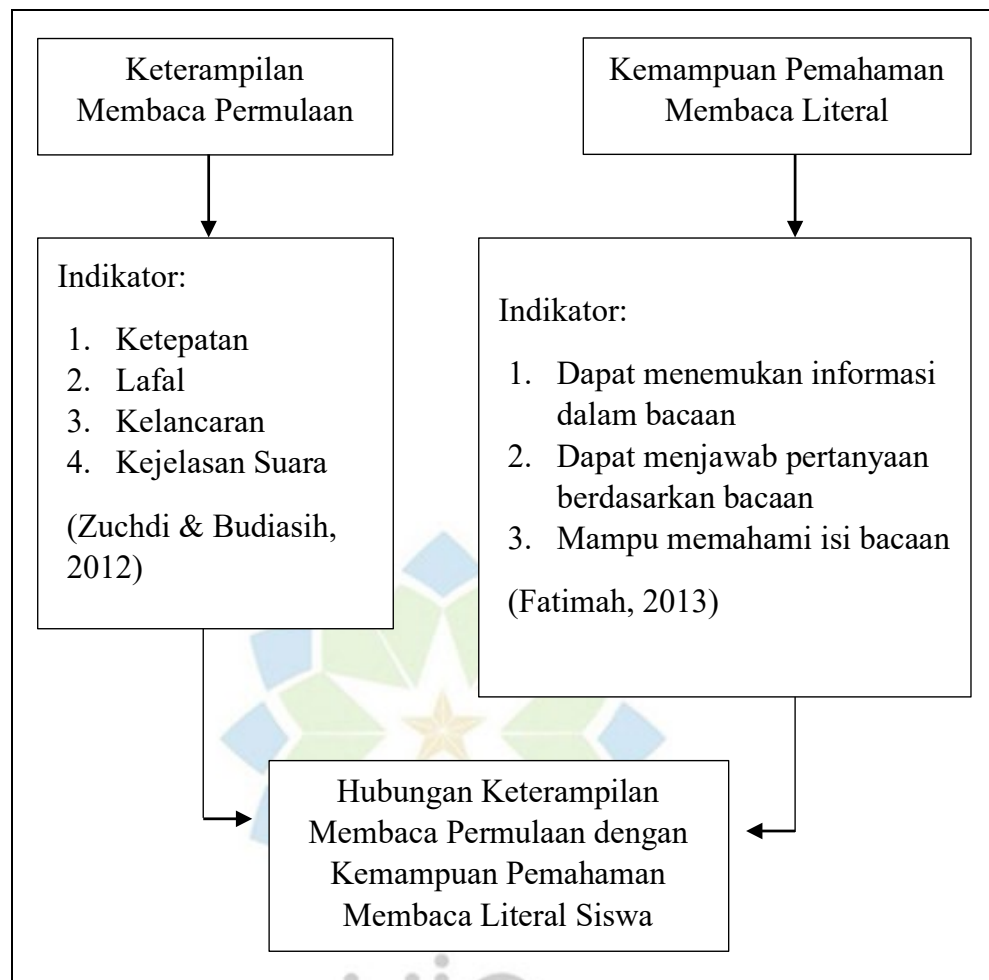 Keterampilan
Membaca Permulaan
Kemampuan Pemahaman
Membaca Literal
Indikator:
1. Ketepatan
2. Lafal
3. Kelancaran
4. Kejelasan Suara
(Zuchdi & Budiasih,
2012)
Indikator:
1. Dapat menemukan informasi
dalam bacaan
2. Dapat menjawab pertanyaan
berdasarkan bacaan
3. Mampu memahami isi bacaan
(Fatimah, 2013)
Hubungan Keterampilan
Membaca Permulaan dengan
Kemampuan Pemahaman
Membaca Literal Siswa